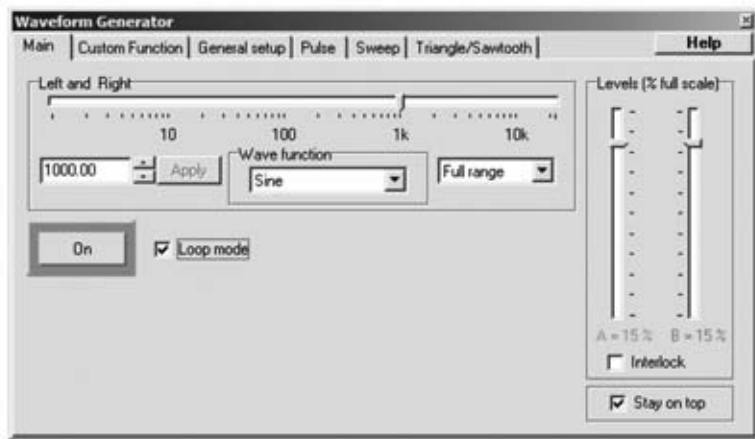 Waveform Generator
Main Custom Function General setup Pulse Sweep Triangle/Sawtooth Help
Left and Right
10 100 1k 10k
1000.00 Apply
Wave function
Sine
Full range
On
Loop mode
Levels (% full scale)
A = 15 % B = 15 %
Interlock
Stay on top